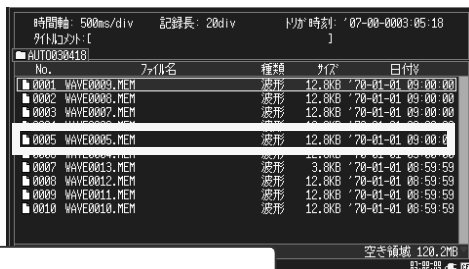 時間軸: 500ms/div 記録長: 20div トリガ時刻: '07-00-0003:05:18
タイトルコメント:[ ]
AUTO030418
No. ファイル名 種類 サイズ 日付
0001 WAVE0009.MEM 波形 12.8KB '70-01-01 09:00:00
0002 WAVE0008.MEM 波形 12.8KB '70-01-01 09:00:00
0003 WAVE0007.MEM 波形 12.8KB '70-01-01 09:00:00
0005 WAVE0005.MEM 波形 12.8KB '70-01-01 09:00:0
0007 WAVE0013.MEM 波形 3.8KB '70-01-01 08:59:59
0008 WAVE0012.MEM 波形 12.8KB '70-01-01 08:59:59
0009 WAVE0011.MEM 波形 12.8KB '70-01-01 08:59:59
0010 WAVE0010.MEM 波形 12.8KB '70-01-01 08:59:59
空き領域 120.2MB